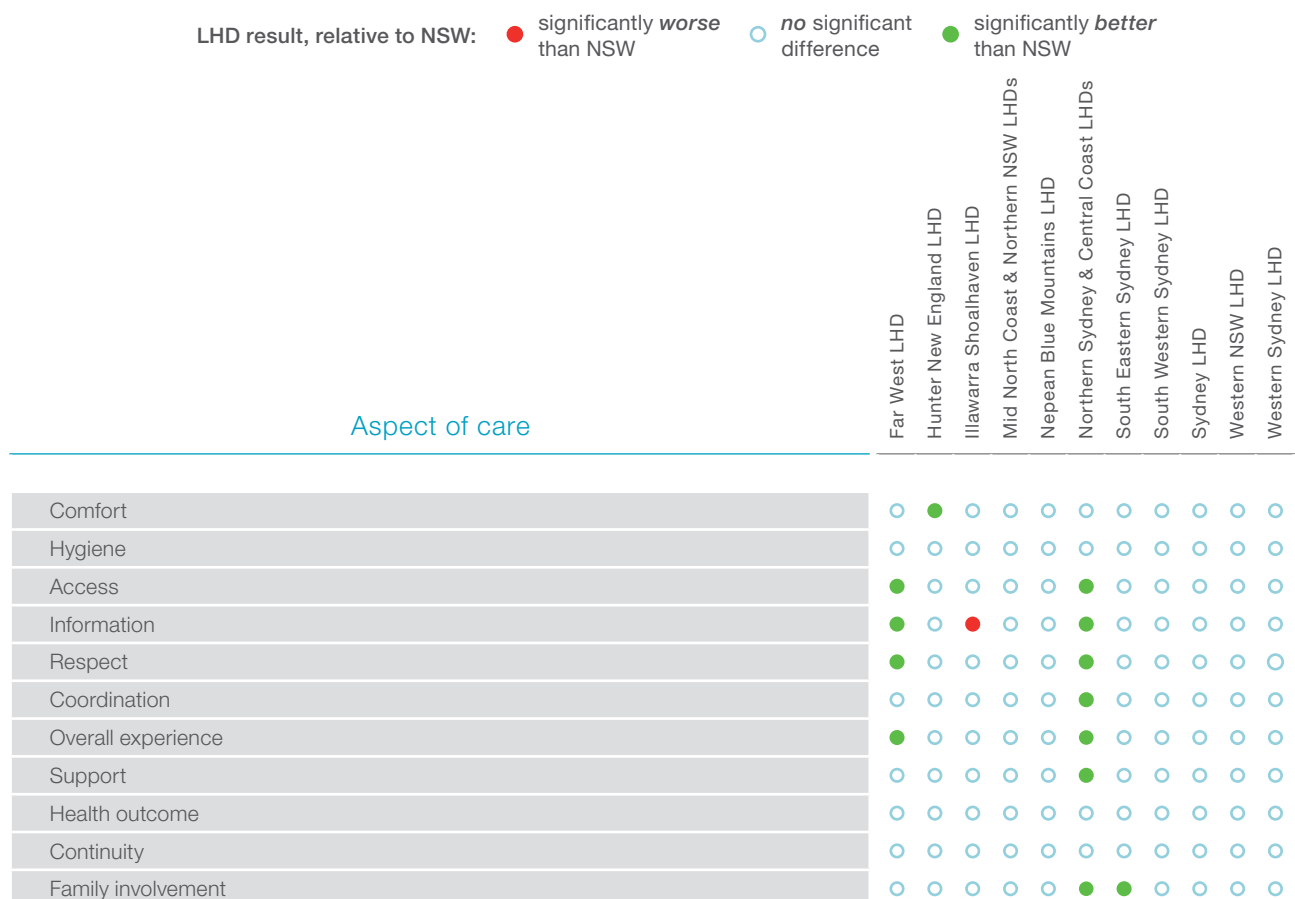 LHD result, relative to NSW:
significantly worse
than NSW
no significant
difference
significantly better
than NSW
Aspect of care
Far West LHD
Hunter New England LHD
Illawarra Shoalhaven LHD
Mid North Coast & Northern NSW LHDs
Nepean Blue Mountains LHD
Northern Sydney & Central Coast LHDs
South Eastern Sydney LHD
South Western Sydney LHD
Sydney LHD
Western NSW LHD
Western Sydney LHD
Comfort
Hygiene
Access
Information
Respect
Coordination
Overall experience
Support
Health outcome
Continuity
Family involvement